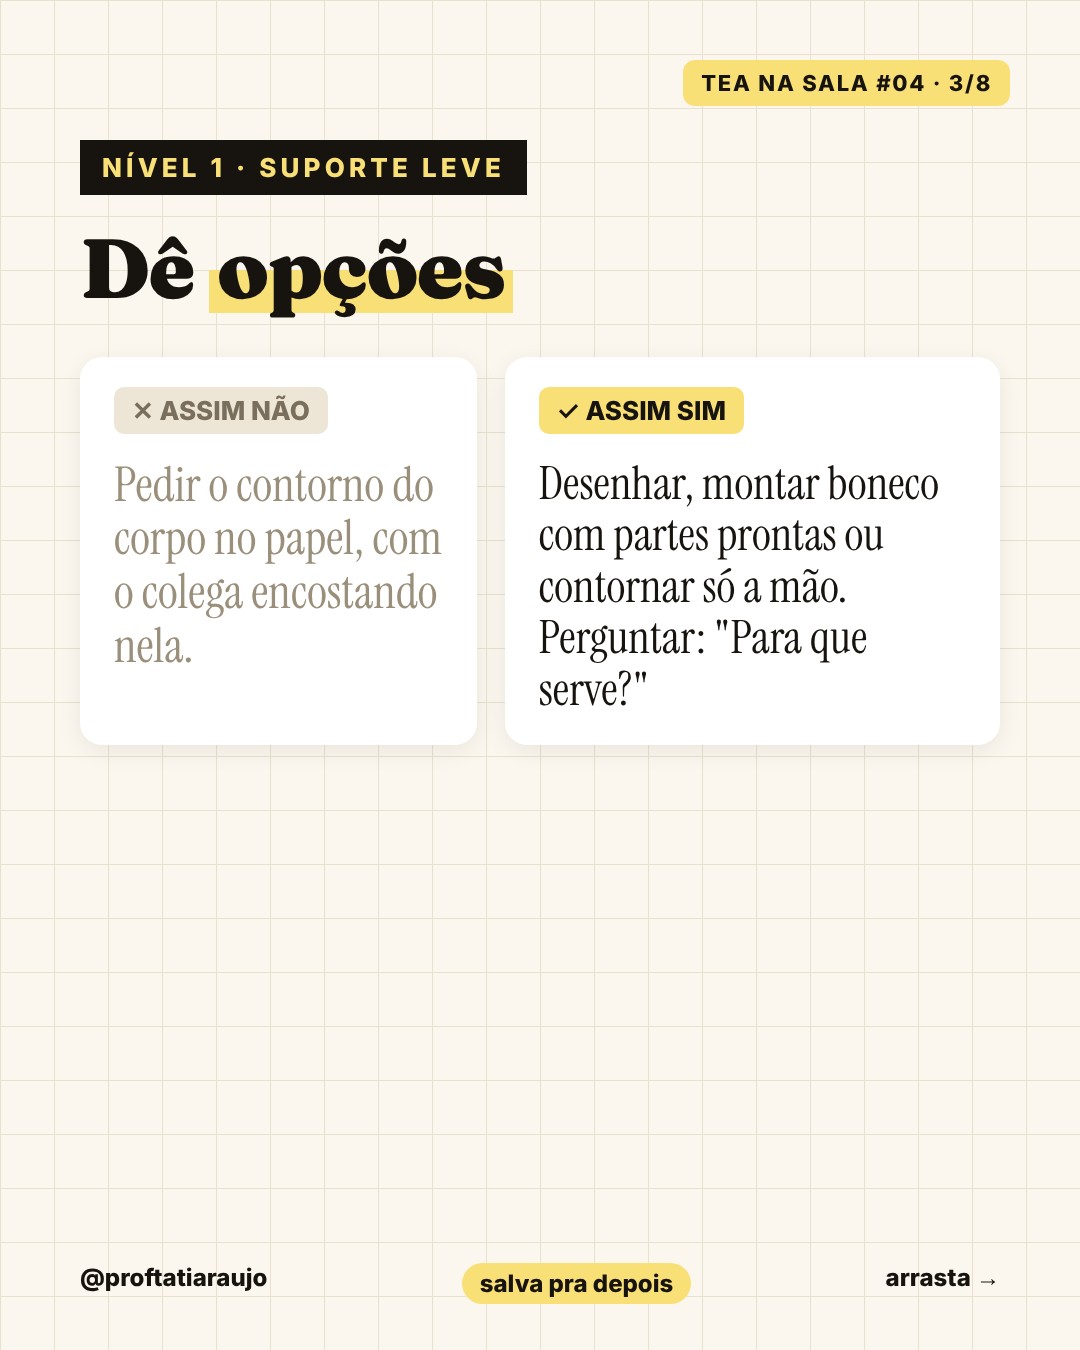 TEA NA SALA #04 · 3/8
NÍVEL 1 · SUPORTE LEVE
Dê opções
✕ ASSIM NÃO
Pedir o contorno do
corpo no papel, com
o colega encostando
nela.
✓ ASSIM SIM
Desenhar, montar boneco
com partes prontas ou
contornar só a mão.
Perguntar: "Para que
serve?"
@proftatiaraujo
salva pra depois
arrasta →